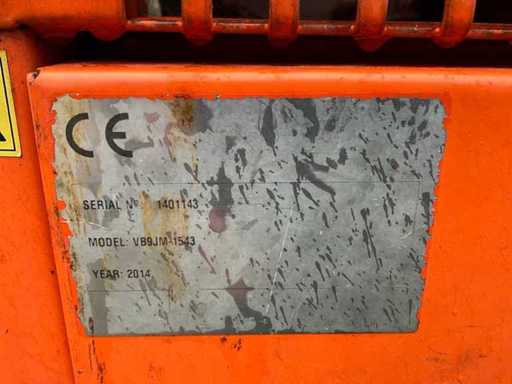 CE
SERIAL Nº: 1401143
MODEL: VB9JM-1543
YEAR: 2014